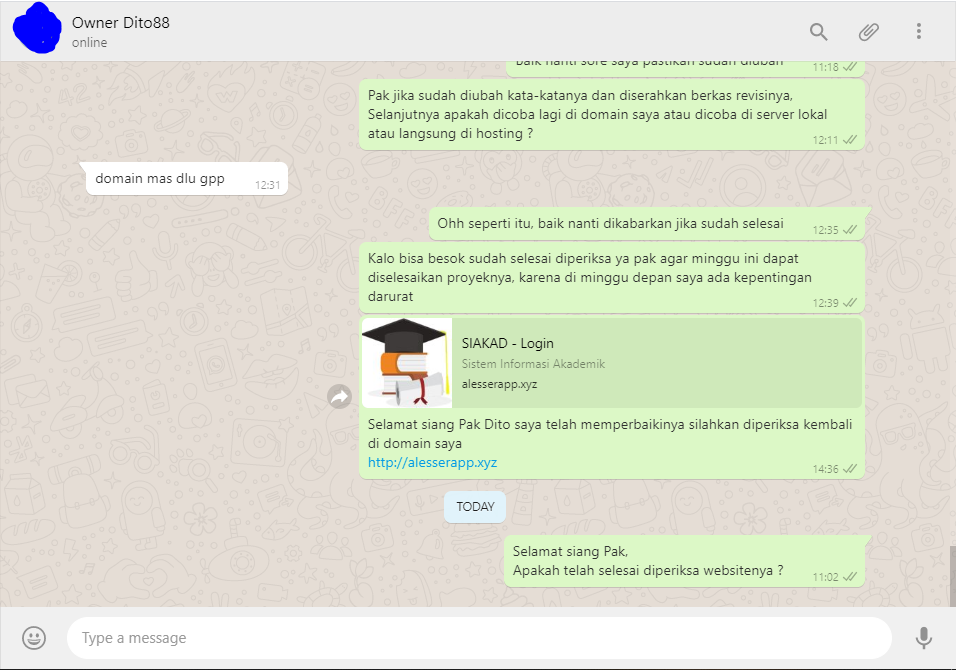 Owner Dito88
online
Baik nanti sore saya pastikan sudah diubah
11:18
Pak jika sudah diubah kata-katanya dan diserahkan berkas revisinya,
Selanjutnya apakah dicoba lagi di domain saya atau dicoba di server lokal
atau langsung di hosting ?
12:11
domain mas dlu gpp
12:31
Ohh seperti itu, baik nanti dikabarkan jika sudah selesai
12:35
Kalo bisa besok sudah selesai diperiksa ya pak agar minggu ini dapat
diselesaikan proyeknya, karena di minggu depan saya ada kepentingan
darurat
12:39
SIAKAD - Login
Sistem Informasi Akademik
alesserapp.xyz
Selamat siang Pak Dito saya telah memperbaikinya silahkan diperiksa kembali
di domain saya
http://alesserapp.xyz
14:36
TODAY
Selamat siang Pak,
Apakah telah selesai diperiksa websitenya ?
11:02
Type a message